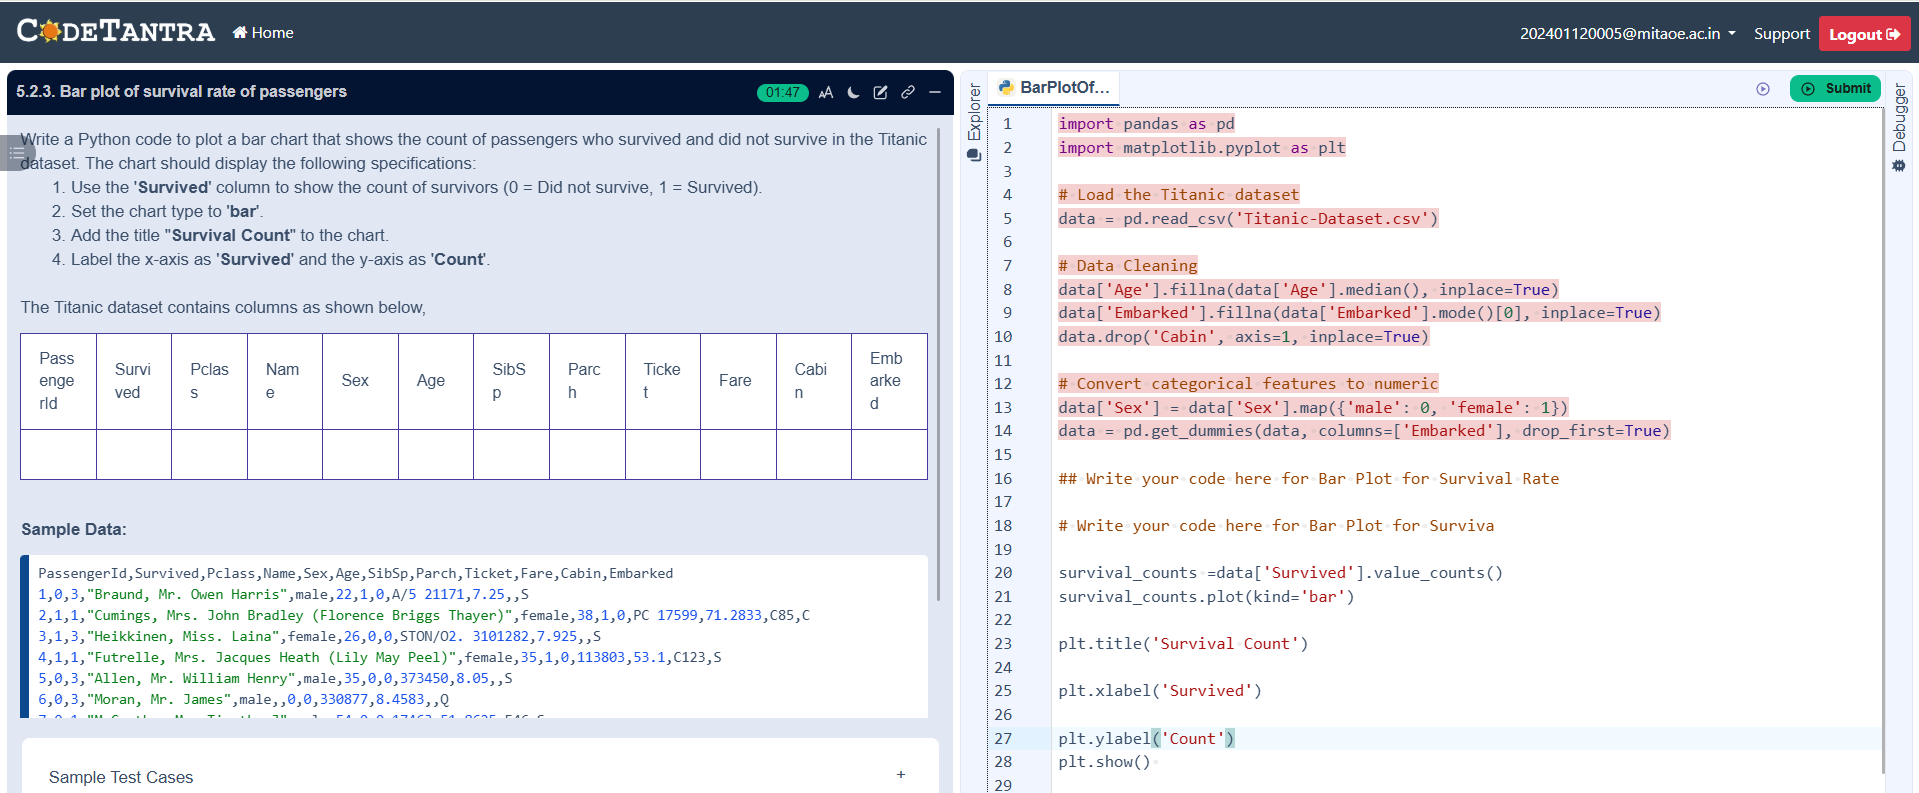 CODETANTRA Home 202401120005@mitaoe.ac.in Support Logout
5.2.3. Bar plot of survival rate of passengers 01:47 AA
Write a Python code to plot a bar chart that shows the count of passengers who survived and did not survive in the Titanic
dataset. The chart should display the following specifications:
1. Use the 'Survived' column to show the count of survivors (0 = Did not survive, 1 = Survived).
2. Set the chart type to 'bar'.
3. Add the title "Survival Count" to the chart.
4. Label the x-axis as 'Survived' and the y-axis as 'Count'.
The Titanic dataset contains columns as shown below,
Pass
enge
rId
Survi
ved
Pclas
s
Nam
e
Sex
Age
SibS
p
Parc
h
Ticke
t
Fare
Cabi
n
Emb
arke
d
Sample Data:
PassengerId,Survived,Pclass,Name,Sex,Age,SibSp,Parch,Ticket,Fare,Cabin,Embarked
1,0,3,"Braund, Mr. Owen Harris",male,22,1,0,A/5 21171,7.25,,S
2,1,1,"Cumings, Mrs. John Bradley (Florence Briggs Thayer)",female,38,1,0,PC 17599,71.2833,C85,C
3,1,3,"Heikkinen, Miss. Laina",female,26,0,0,STON/O2. 3101282,7.925,,S
4,1,1,"Futrelle, Mrs. Jacques Heath (Lily May Peel)",female,35,1,0,113803,53.1,C123,S
5,0,3,"Allen, Mr. William Henry",male,35,0,0,373450,8.05,,S
6,0,3,"Moran, Mr. James",male,,0,0,330877,8.4583,,Q
Sample Test Cases +
Explorer
BarPlotOf...
Submit
Debugger
1 import pandas as pd
2 import matplotlib.pyplot as plt
3
4 # Load the Titanic dataset
5 data = pd.read_csv('Titanic-Dataset.csv')
6
7 # Data Cleaning
8 data['Age'].fillna(data['Age'].median(), inplace=True)
9 data['Embarked'].fillna(data['Embarked'].mode()[0], inplace=True)
10 data.drop('Cabin', axis=1, inplace=True)
11
12 # Convert categorical features to numeric
13 data['Sex'] = data['Sex'].map({'male': 0, 'female': 1})
14 data = pd.get_dummies(data, columns=['Embarked'], drop_first=True)
15
16 ## Write your code here for Bar Plot for Survival Rate
17
18 # Write your code here for Bar Plot for Surviva
19
20 survival_counts =data['Survived'].value_counts()
21 survival_counts.plot(kind='bar')
22
23 plt.title('Survival Count')
24
25 plt.xlabel('Survived')
26
27 plt.ylabel('Count')
28 plt.show()
29